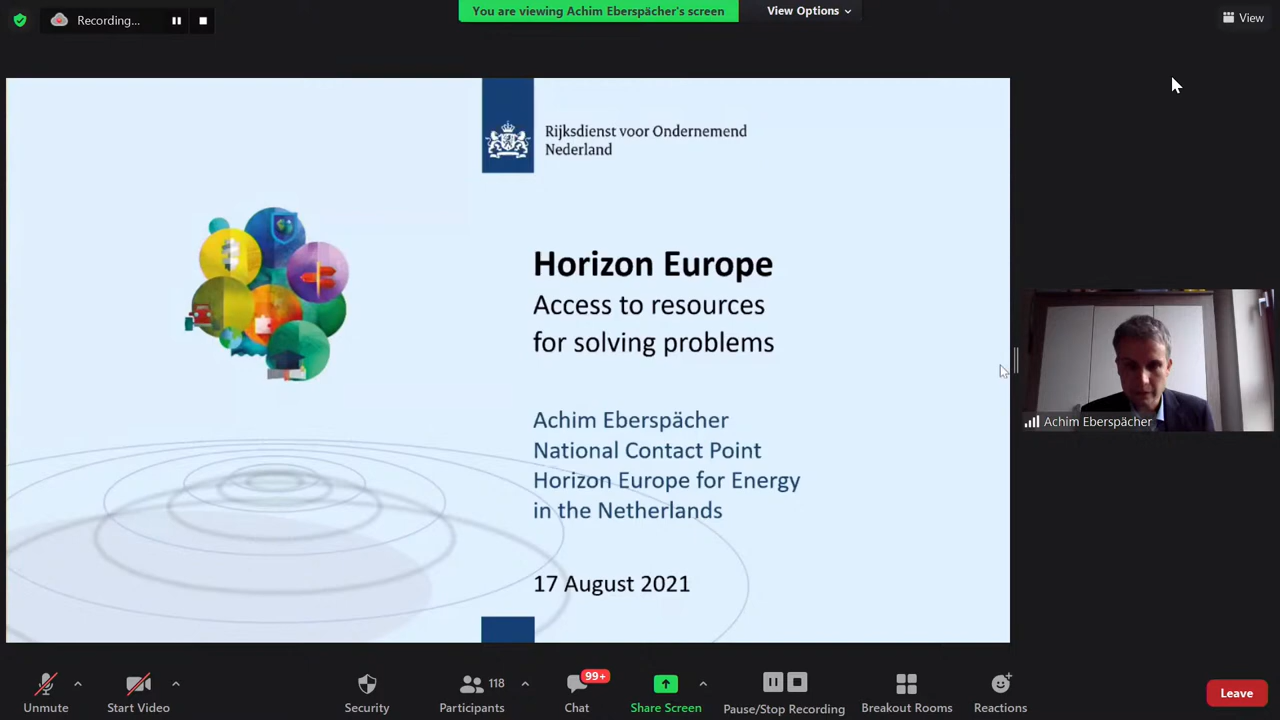 Recording...
You are viewing Achim Eberspächer's screen
View Options
View
Rijksdienst voor Ondernemend
Nederland
Horizon Europe
Access to resources
for solving problems
Achim Eberspächer
National Contact Point
Horizon Europe for Energy
in the Netherlands
17 August 2021
Achim Eberspächer
Unmute
Start Video
Security
Participants
118
Chat
99+
Share Screen
Pause/Stop Recording
Breakout Rooms
Reactions
Leave